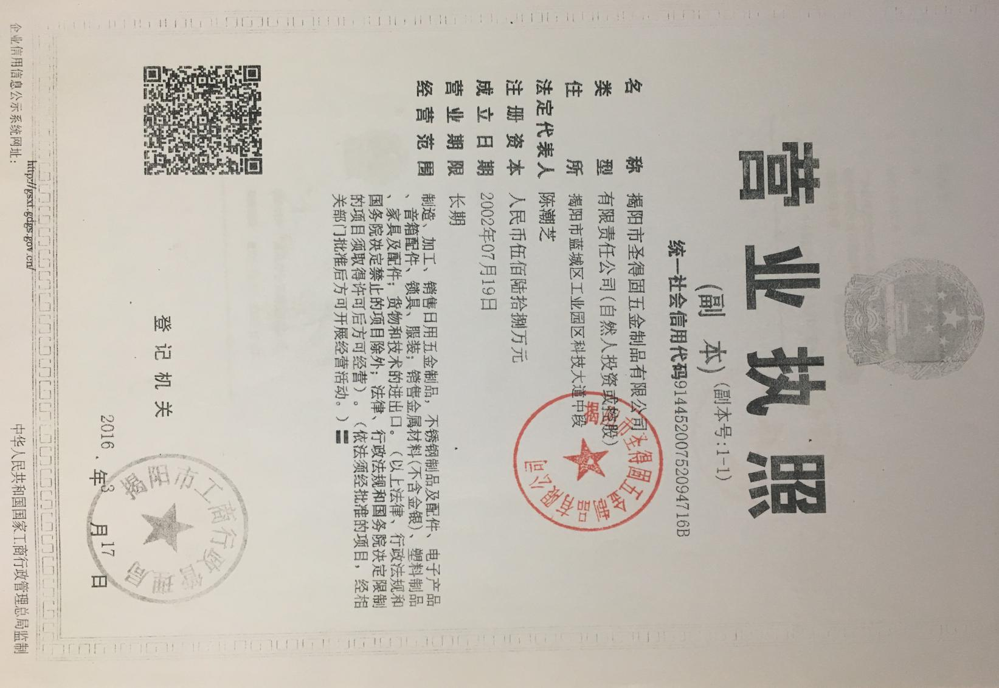 营业执照
(副 本)(副本号:1-1)
统一社会信用代码91445200752094716B
名 称 揭阳市圣得固五金制品有限公司
类 型 有限责任公司(自然人投资或控股)
住 所 揭阳市蓝城区工业园区科技大道中段
法定代表人 陈潮芝
注册资本 人民币伍佰陆拾捌万元
成立日期 2002年07月19日
营业期限 长期
经营范围 制造、加工、销售日用五金制品，不锈钢制品及配件、电子产品
、音箱配件、锁具、服装；销售金属材料(不含金银)、塑料制品
、家具及配件；货物和技术的进出口。（以上法律、行政法规和
国务院决定禁止的项目除外；法律、行政法规和国务院决定限制
的项目须取得许可后方可经营）。（依法须经批准的项目，经相
关部门批准后方可开展经营活动。）
揭阳市圣得固五金制品有限公司
登记机关
揭阳市工商行政管理局
2016年3月17日
企业信用信息公示系统网址：
http://gsxt.gdgs.gov.cn/
中华人民共和国国家工商行政管理总局监制